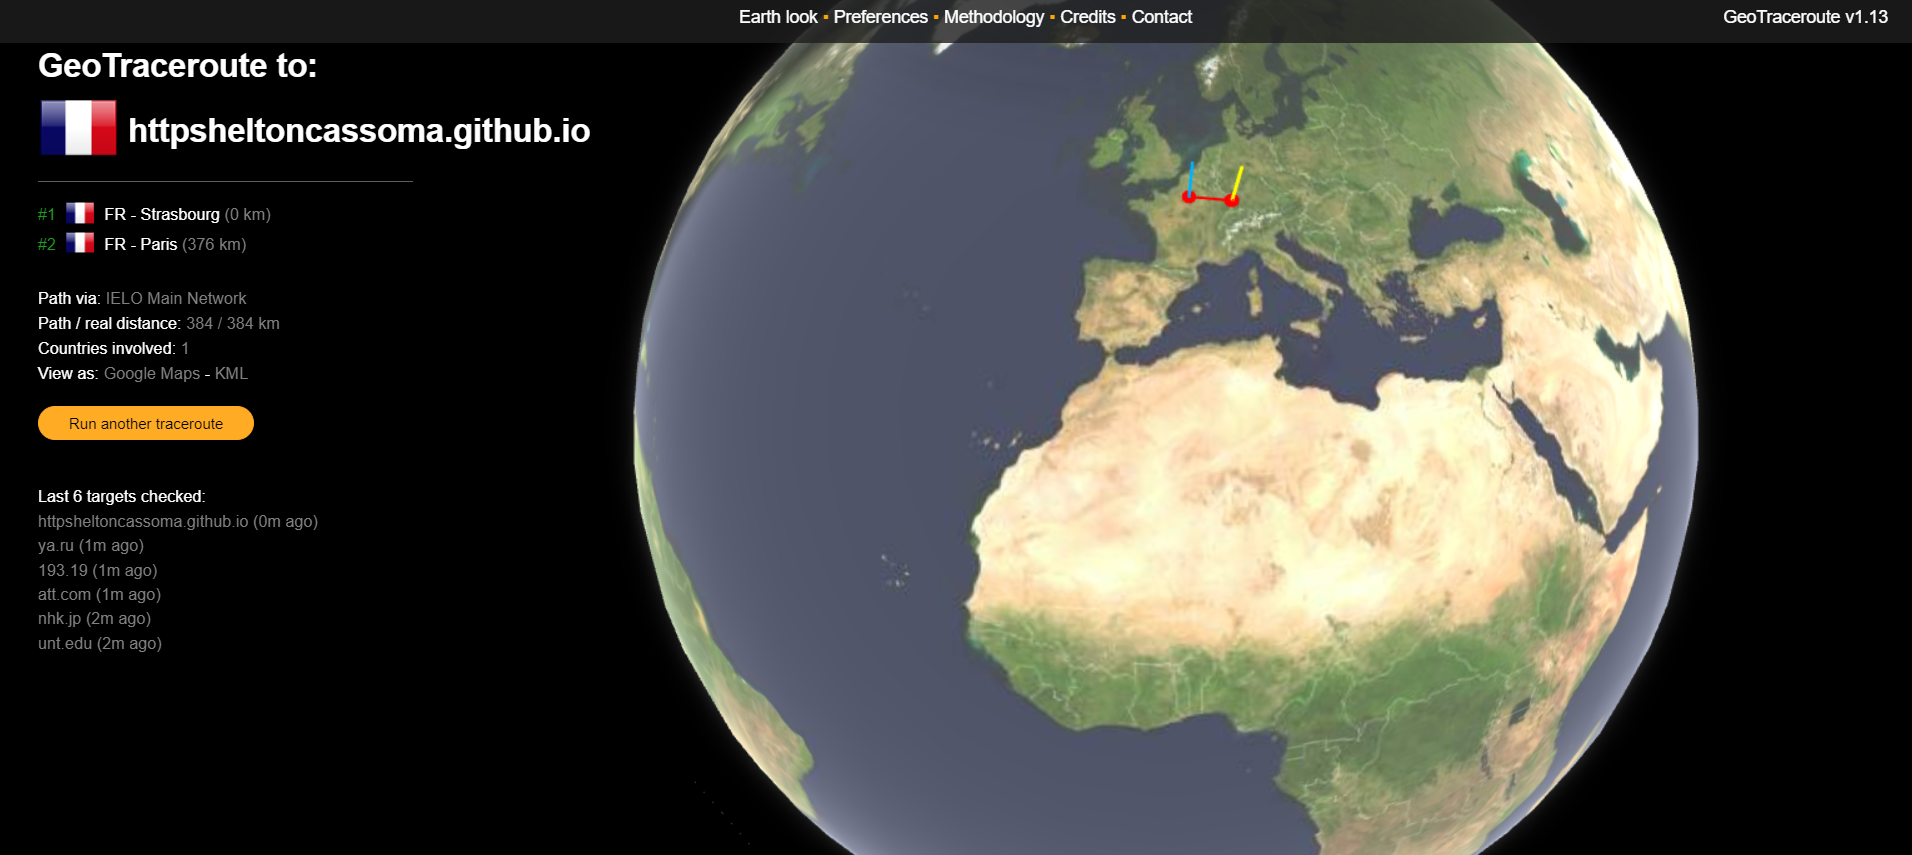 Earth look ▪ Preferences ▪ Methodology ▪ Credits ▪ Contact
GeoTraceroute v1.13
GeoTraceroute to:
httpsheltoncassoma.github.io
#1 FR - Strasbourg (0 km)
#2 FR - Paris (376 km)
Path via: IELO Main Network
Path / real distance: 384 / 384 km
Countries involved: 1
View as: Google Maps - KML
Run another traceroute
Last 6 targets checked:
httpsheltoncassoma.github.io (0m ago)
ya.ru (1m ago)
193.19 (1m ago)
att.com (1m ago)
nhk.jp (2m ago)
unt.edu (2m ago)